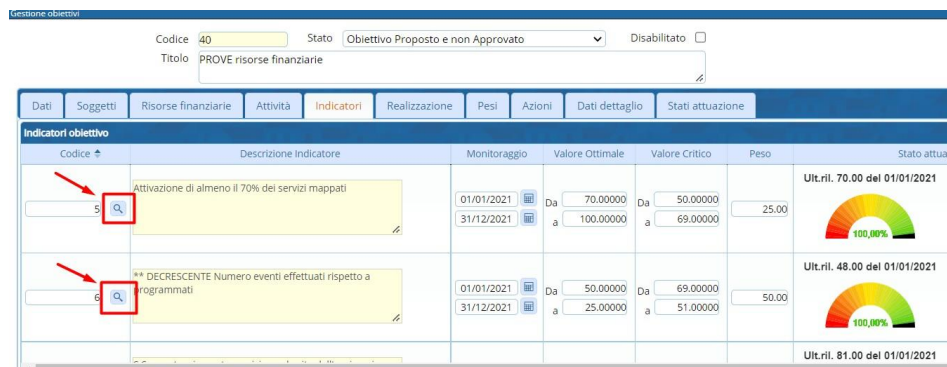 Gestione obiettivi
Codice 40 Stato Obiettivo Proposto e non Approvato Disabilitato
Titolo PROVE risorse finanziarie
Dati Soggetti Risorse finanziarie Attività Indicatori Realizzazione Pesi Azioni Dati dettaglio Stati attuazione
Indicatori obiettivo
Codice Descrizione Indicatore Monitoraggio Valore Ottimale Valore Critico Peso Stato attua
Ult.ril. 70.00 del 01/01/2021
Attivazione di almeno il 70% dei servizi mappati
01/01/2021 Da 70.00000 Da 50.00000
5 25.00
31/12/2021 a 100.00000 a 69.00000
100,00%
Ult.ril. 48.00 del 01/01/2021
** DECRESCENTE Numero eventi effettuati rispetto a
programmati
01/01/2021 Da 50.00000 Da 69.00000
6 50.00
31/12/2021 a 25.00000 a 51.00000
100,00%
Ult.ril. 81.00 del 01/01/2021